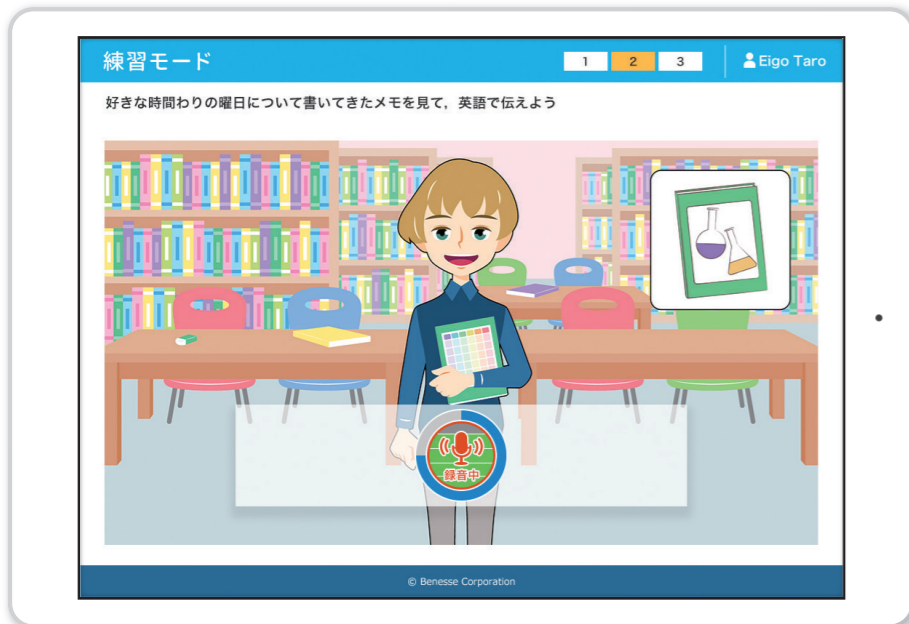 練習モード
1 2 3
Eigo Taro
好きな時間わりの曜日について書いてきたメモを見て，英語で伝えよう
録音中
© Benesse Corporation